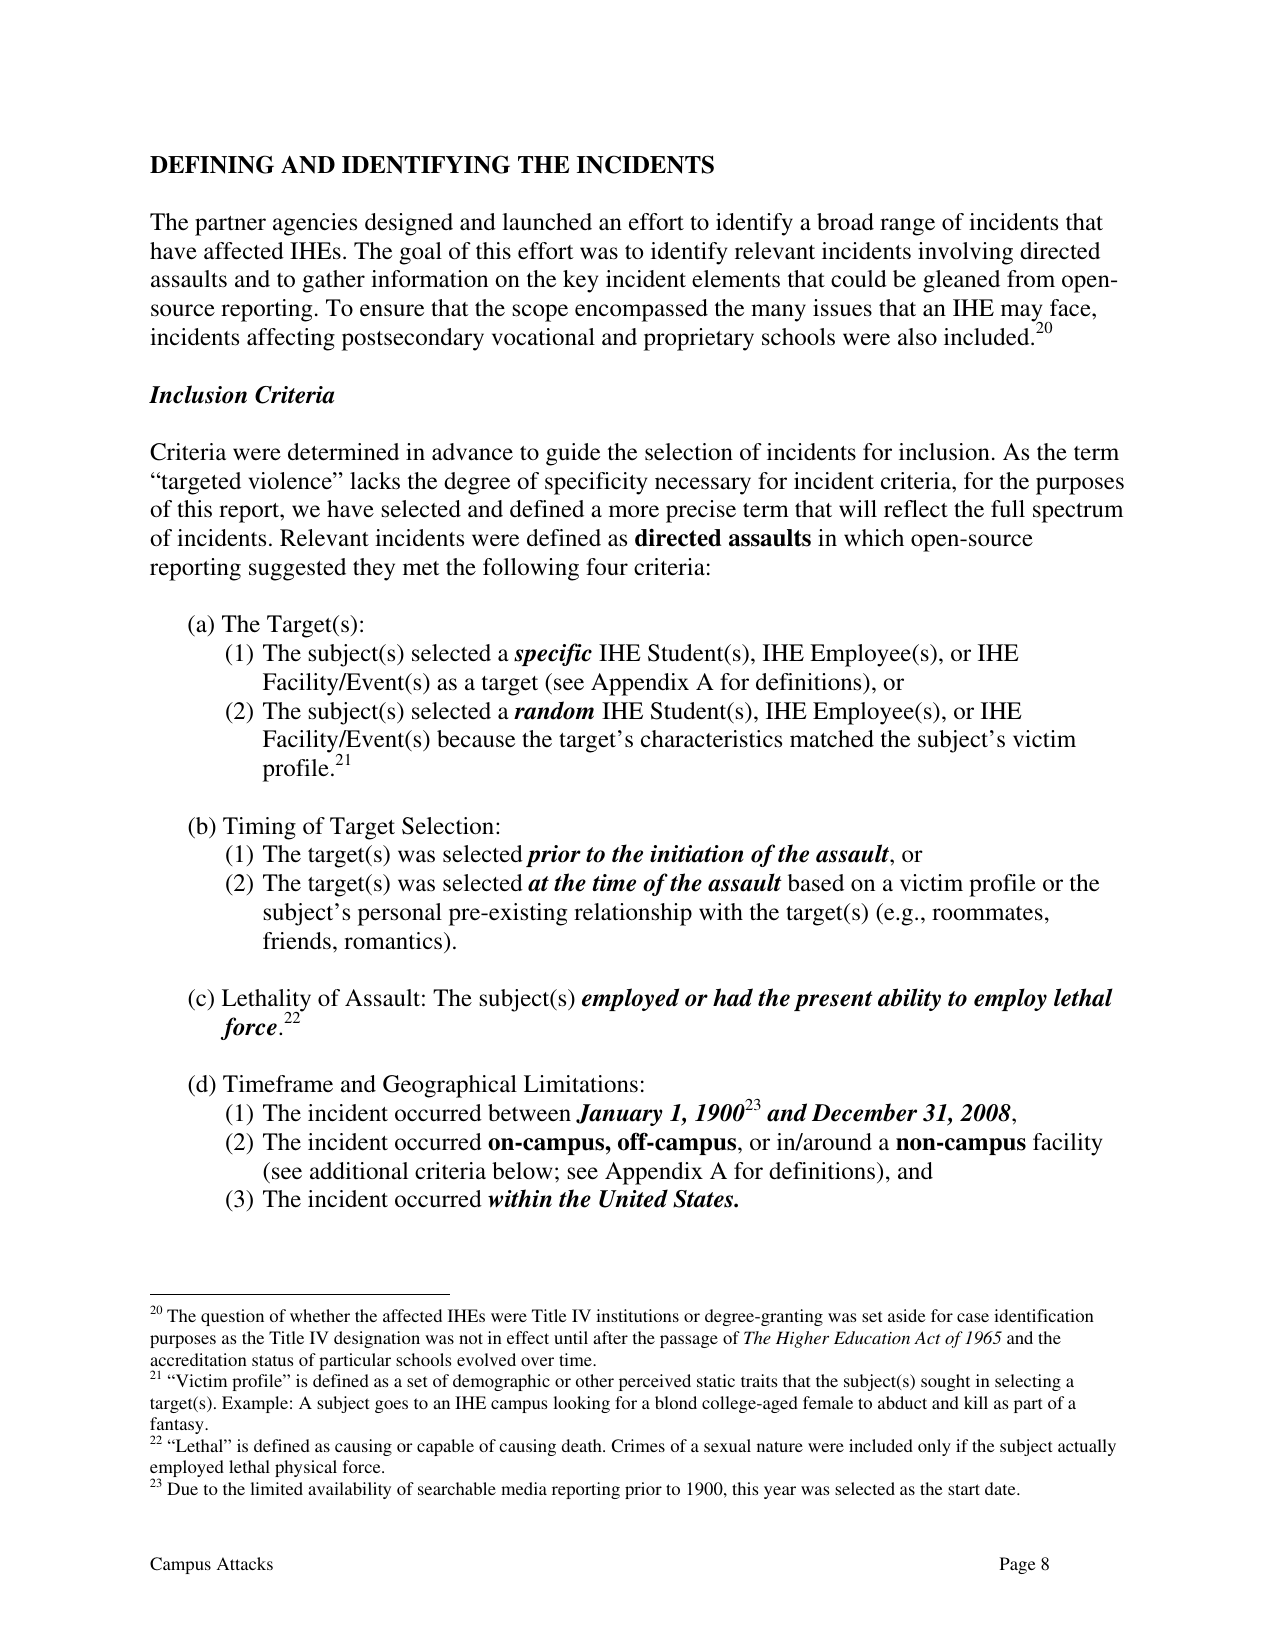 DEFINING AND IDENTIFYING THE INCIDENTS
The partner agencies designed and launched an effort to identify a broad range of incidents that
have affected IHEs. The goal of this effort was to identify relevant incidents involving directed
assaults and to gather information on the key incident elements that could be gleaned from open-
source reporting. To ensure that the scope encompassed the many issues that an IHE may face,
incidents affecting postsecondary vocational and proprietary schools were also included.20
Inclusion Criteria
Criteria were determined in advance to guide the selection of incidents for inclusion. As the term
“targeted violence” lacks the degree of specificity necessary for incident criteria, for the purposes
of this report, we have selected and defined a more precise term that will reflect the full spectrum
of incidents. Relevant incidents were defined as directed assaults in which open-source
reporting suggested they met the following four criteria:
(a) The Target(s):
(1) The subject(s) selected a specific IHE Student(s), IHE Employee(s), or IHE
Facility/Event(s) as a target (see Appendix A for definitions), or
(2) The subject(s) selected a random IHE Student(s), IHE Employee(s), or IHE
Facility/Event(s) because the target’s characteristics matched the subject’s victim
profile.21
(b) Timing of Target Selection:
(1) The target(s) was selected prior to the initiation of the assault, or
(2) The target(s) was selected at the time of the assault based on a victim profile or the
subject’s personal pre-existing relationship with the target(s) (e.g., roommates,
friends, romantics).
(c) Lethality of Assault: The subject(s) employed or had the present ability to employ lethal
force.22
(d) Timeframe and Geographical Limitations:
(1) The incident occurred between January 1, 190023 and December 31, 2008,
(2) The incident occurred on-campus, off-campus, or in/around a non-campus facility
(see additional criteria below; see Appendix A for definitions), and
(3) The incident occurred within the United States.
20 The question of whether the affected IHEs were Title IV institutions or degree-granting was set aside for case identification
purposes as the Title IV designation was not in effect until after the passage of The Higher Education Act of 1965 and the
accreditation status of particular schools evolved over time.
21 “Victim profile” is defined as a set of demographic or other perceived static traits that the subject(s) sought in selecting a
target(s). Example: A subject goes to an IHE campus looking for a blond college-aged female to abduct and kill as part of a
fantasy.
22 “Lethal” is defined as causing or capable of causing death. Crimes of a sexual nature were included only if the subject actually
employed lethal physical force.
23 Due to the limited availability of searchable media reporting prior to 1900, this year was selected as the start date.
Campus Attacks Page 8